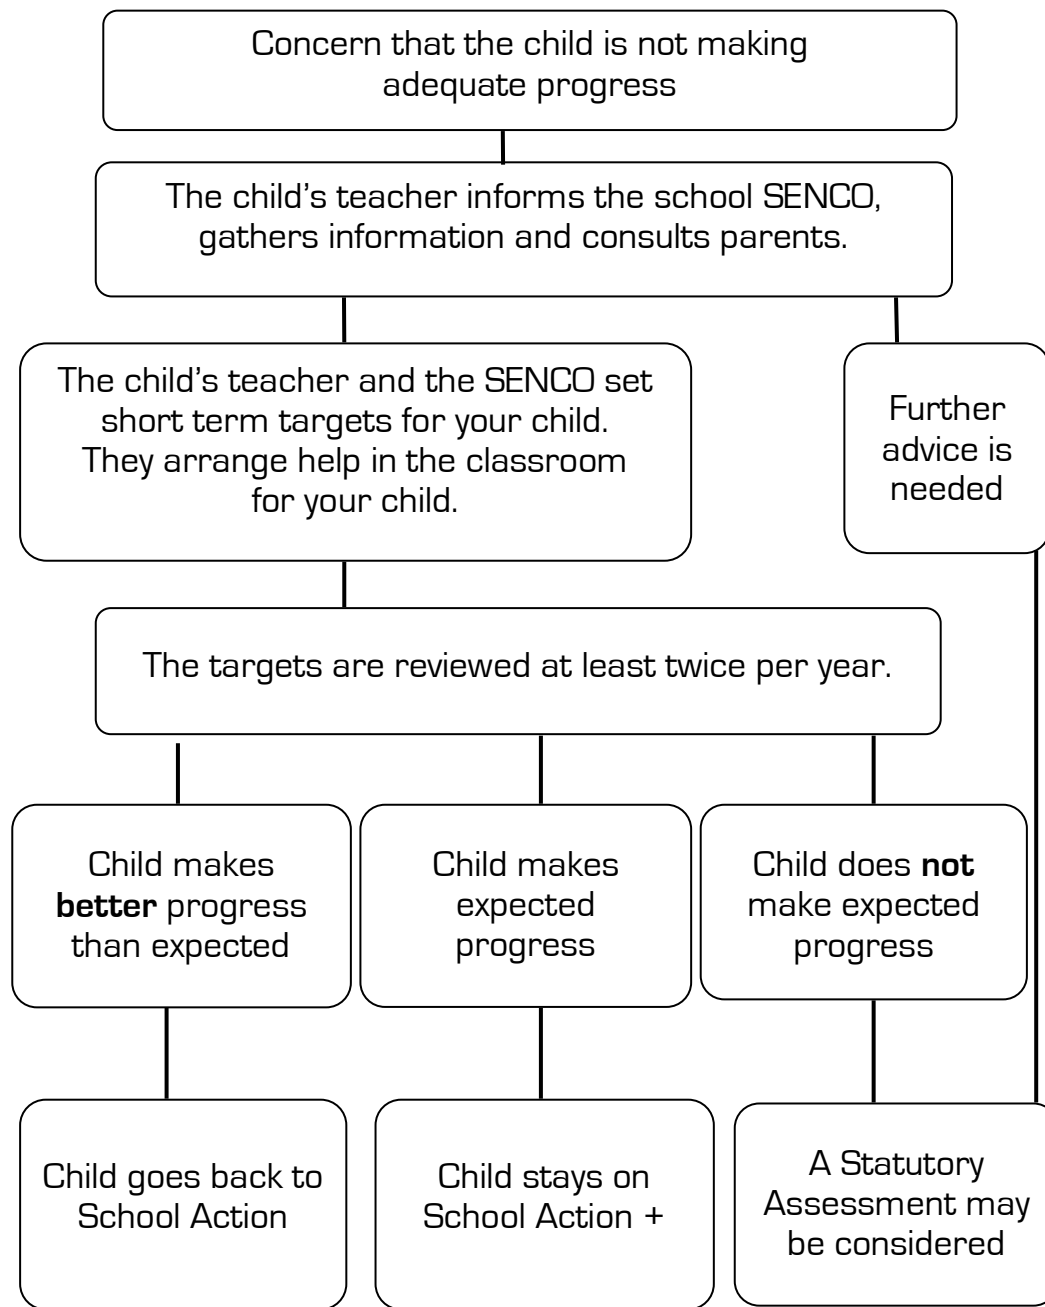 Concern that the child is not making
adequate progress
The child's teacher informs the school SENCO,
gathers information and consults parents.
The child's teacher and the SENCO set
short term targets for your child.
They arrange help in the classroom
for your child.
Further
advice is
needed
The targets are reviewed at least twice per year.
Child makes
better progress
than expected
Child makes
expected
progress
Child does not
make expected
progress
Child goes back to
School Action
Child stays on
School Action +
A Statutory
Assessment may
be considered